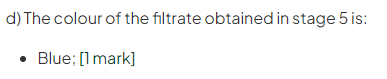 d) The colour of the filtrate obtained in stage 5 is:
• Blue; [1 mark]